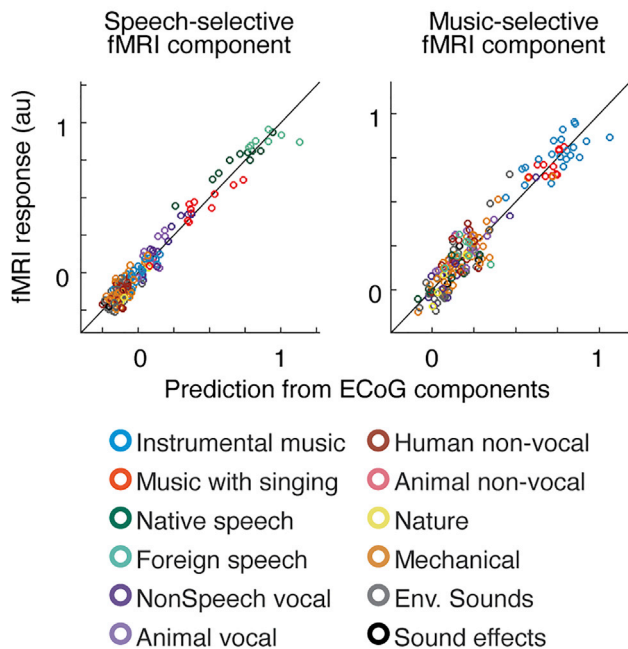 Speech-selective
fMRI component
Music-selective
fMRI component
fMRI response (au)
1
0
0
1
1
0
0
1
Prediction from ECoG components
Instrumental music
Music with singing
Native speech
Foreign speech
NonSpeech vocal
Animal vocal
Human non-vocal
Animal non-vocal
Nature
Mechanical
Env. Sounds
Sound effects